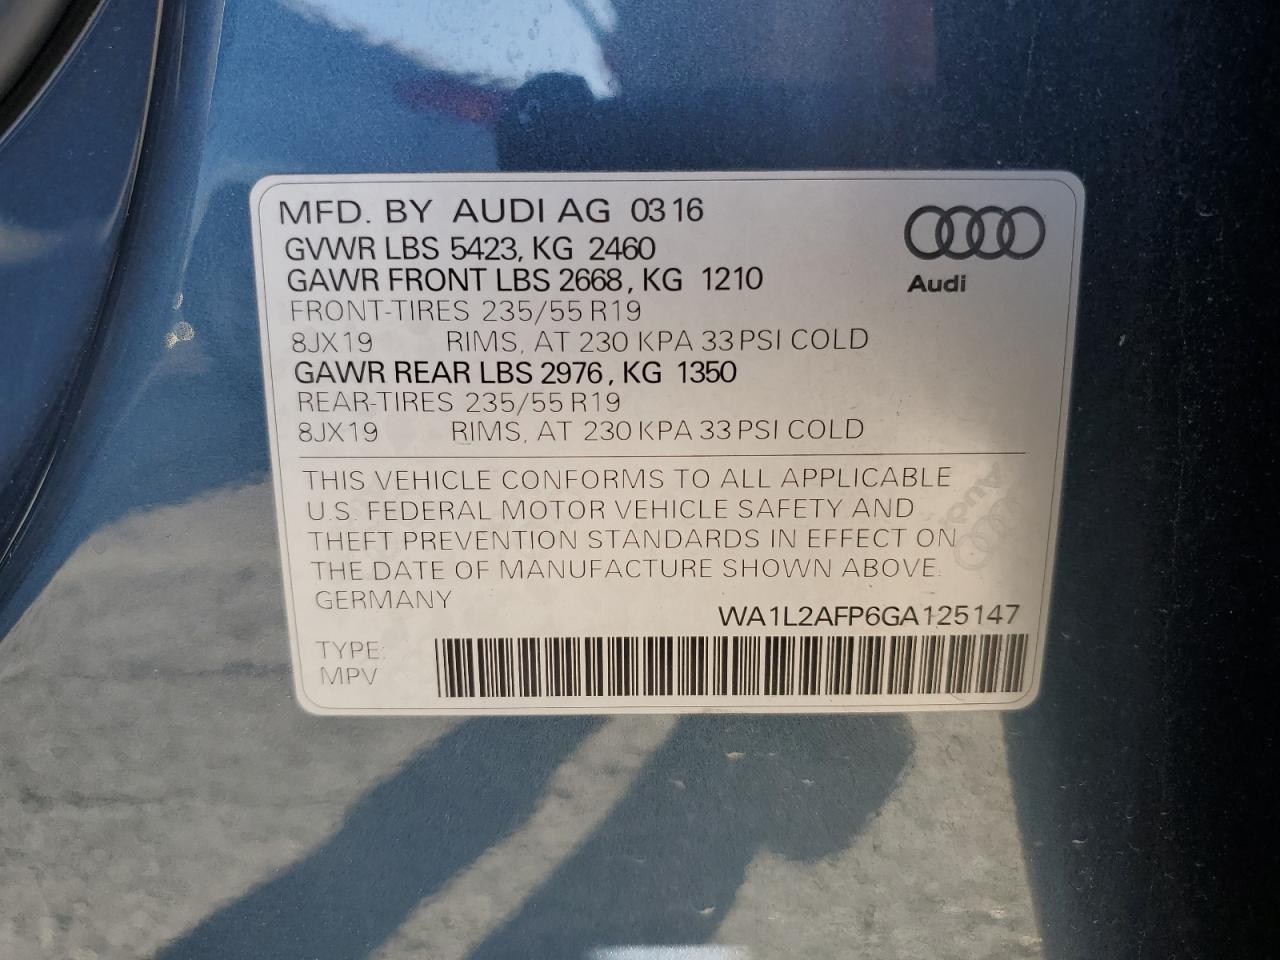 MFD. BY AUDI AG 03 16
GVWR LBS 5423, KG 2460
GAWR FRONT LBS 2668, KG 1210
FRONT-TIRES 235/55 R19
8JX19 RIMS, AT 230 KPA 33 PSI COLD
GAWR REAR LBS 2976, KG 1350
REAR-TIRES 235/55 R19
8JX19 RIMS, AT 230 KPA 33 PSI COLD
Audi
THIS VEHICLE CONFORMS TO ALL APPLICABLE
U.S. FEDERAL MOTOR VEHICLE SAFETY AND
THEFT PREVENTION STANDARDS IN EFFECT ON
THE DATE OF MANUFACTURE SHOWN ABOVE.
GERMANY
Audi
WA1L2AFP6GA125147
TYPE:
MPV